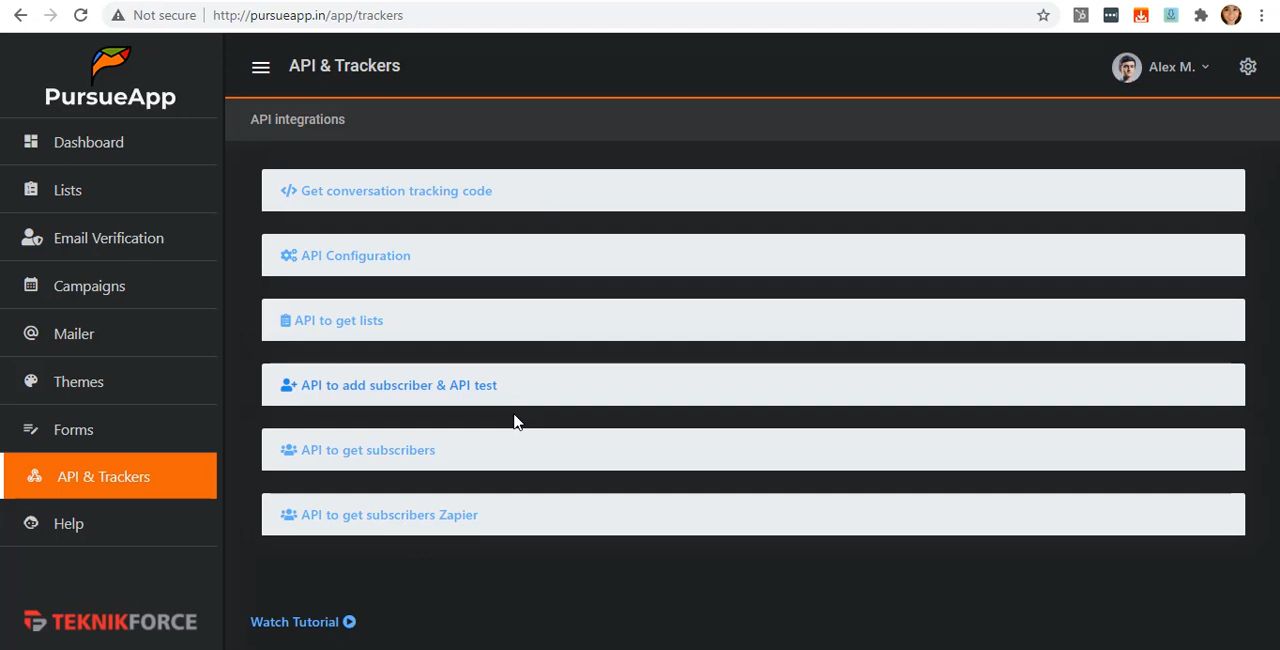 Not secure
http://pursueapp.in/app/trackers
PursueApp
API & Trackers
Alex M.
API integrations
Dashboard
Lists
Email Verification
Campaigns
Mailer
Themes
Forms
API & Trackers
Help
Get conversation tracking code
API Configuration
API to get lists
API to add subscriber & API test
API to get subscribers
API to get subscribers Zapier
TEKNIKFORCE
Watch Tutorial